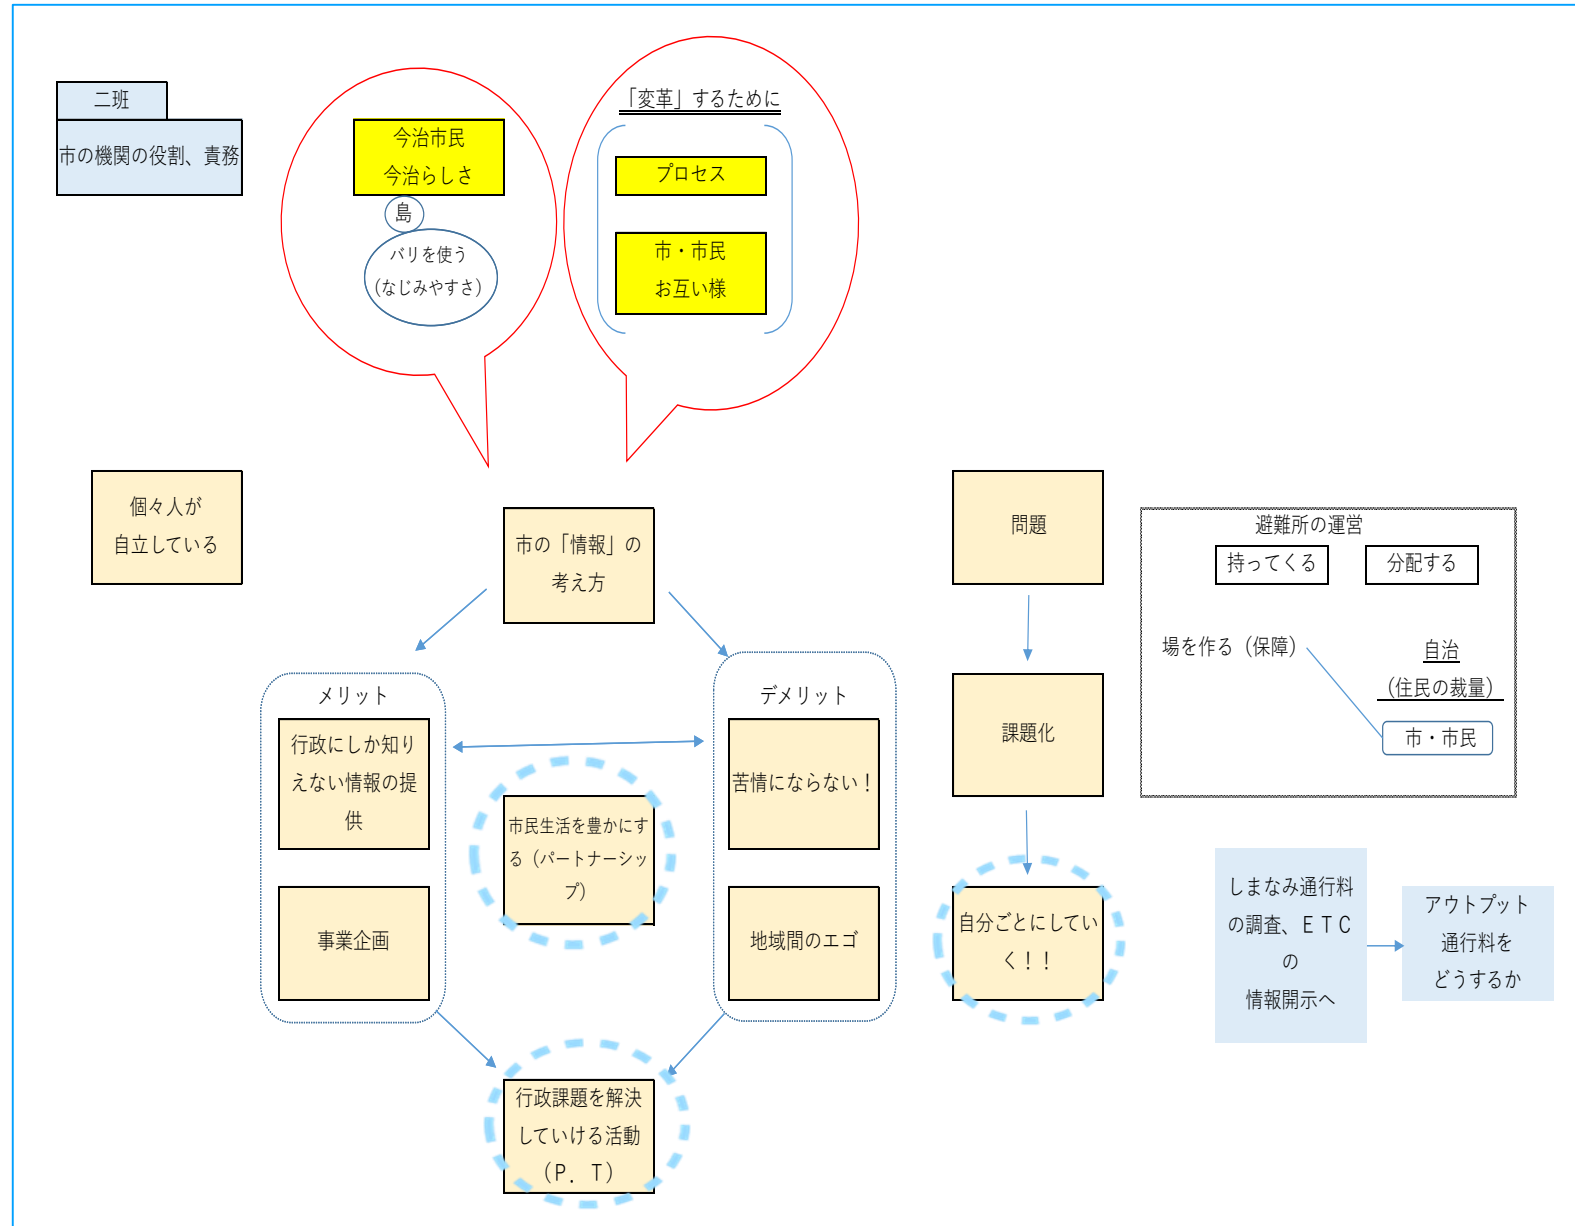 二班
市の機関の役割、責務
今治市民
今治らしさ
島
バリを使う
(なじみやすさ)
「変革」するために
プロセス
市・市民
お互い様
個々人が
自立している
市の「情報」の
考え方
メリット
行政にしか知り
えない情報の提
供
事業企画
デメリット
苦情にならない！
地域間のエゴ
市民生活を豊かにす
る（パートナーシッ
プ）
行政課題を解決
していける活動
（Ｐ．Ｔ）
問題
課題化
自分ごとにしてい
く！！
避難所の運営
持ってくる
分配する
場を作る（保障）
自治
（住民の裁量）
市・市民
しまなみ通行料
の調査、ＥＴＣ
の
情報開示へ
アウトプット
通行料を
どうするか